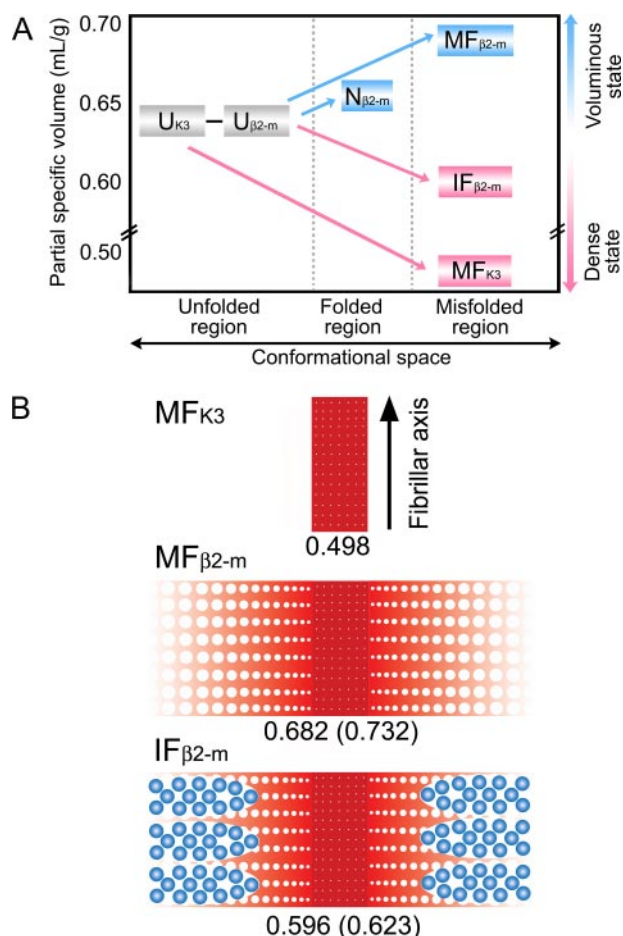 A
Partial specific volume (mL/g)
0.70
0.65
0.60
0.50
MFβ2-m
Nβ2-m
UK3 – Uβ2-m
IFβ2-m
MFK3
Voluminous state
Dense state
Unfolded region
Folded region
Misfolded region
Conformational space
B
MFK3
Fibrillar axis
0.498
MFβ2-m
0.682 (0.732)
IFβ2-m
0.596 (0.623)